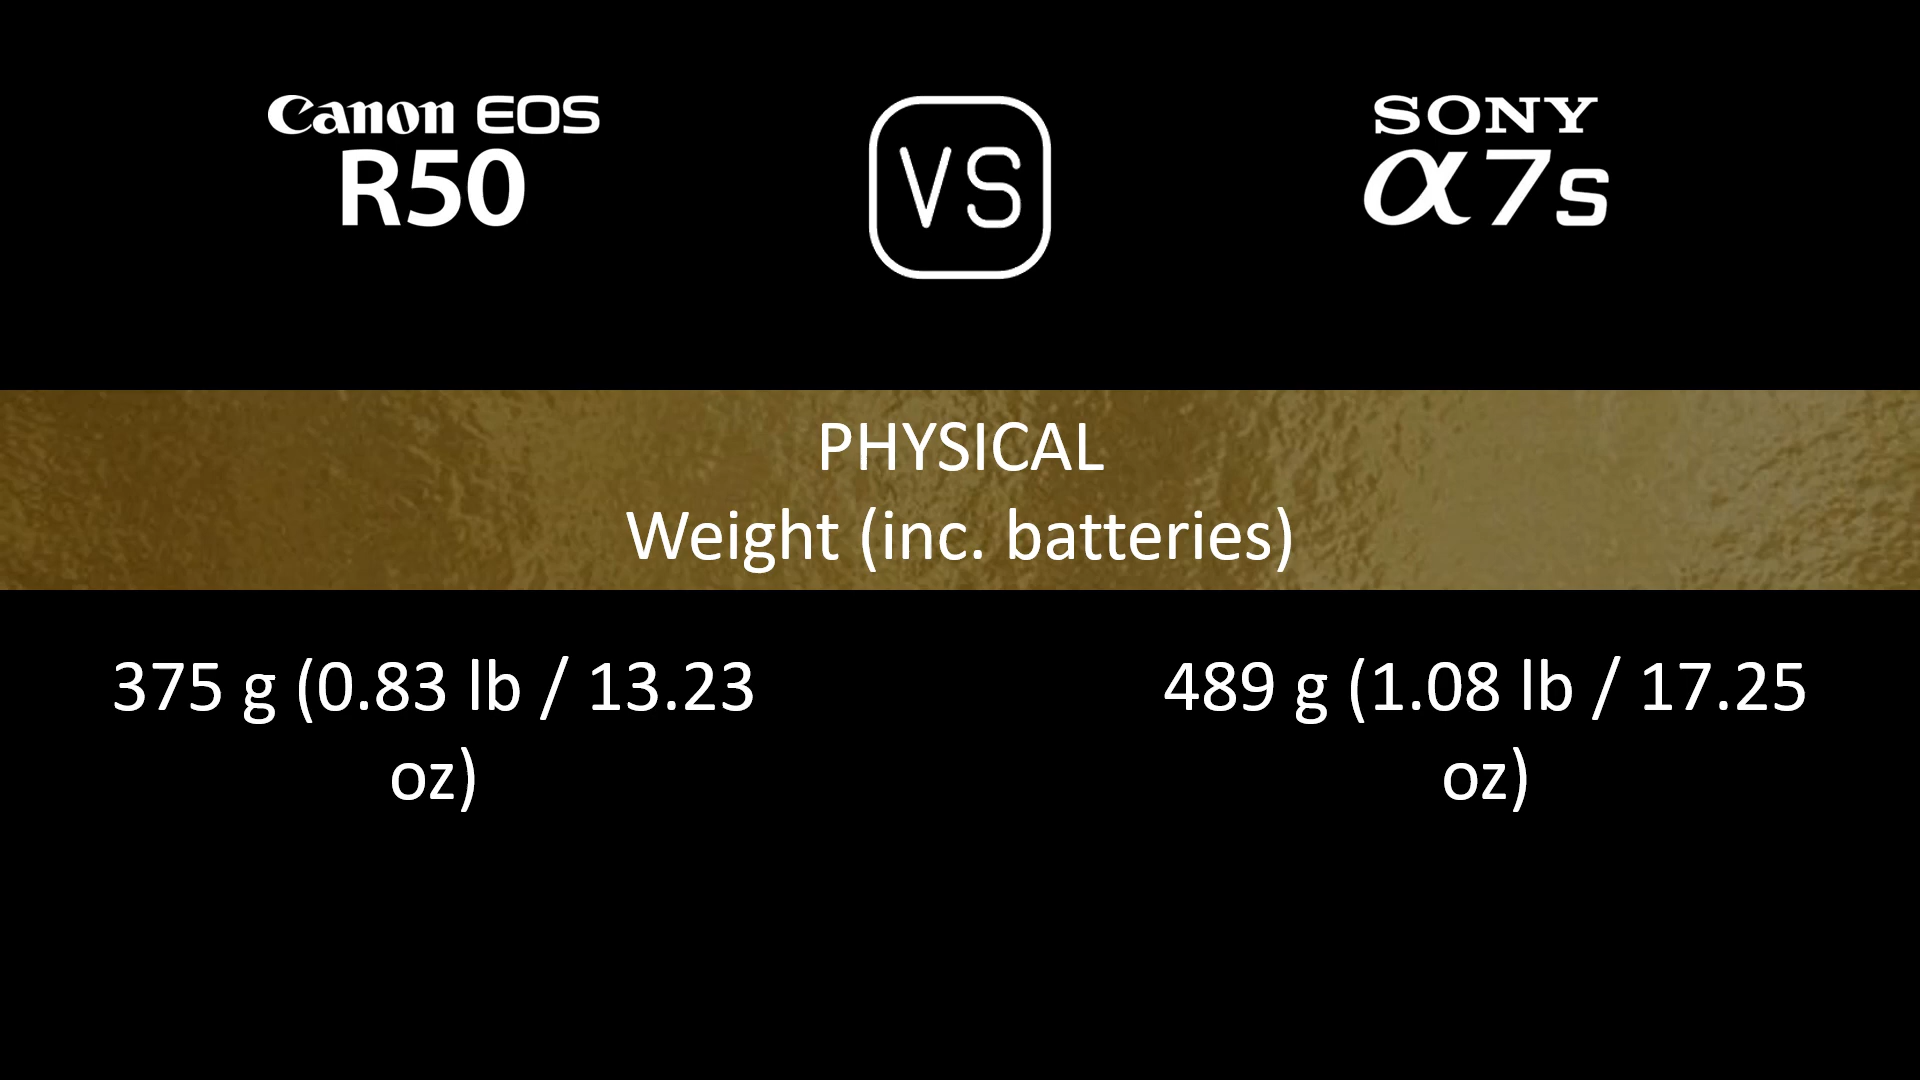 Canon EOS
R50
VS
SONY
α7s
PHYSICAL
Weight (inc. batteries)
375 g (0.83 lb / 13.23
oz)
489 g (1.08 lb / 17.25
oz)